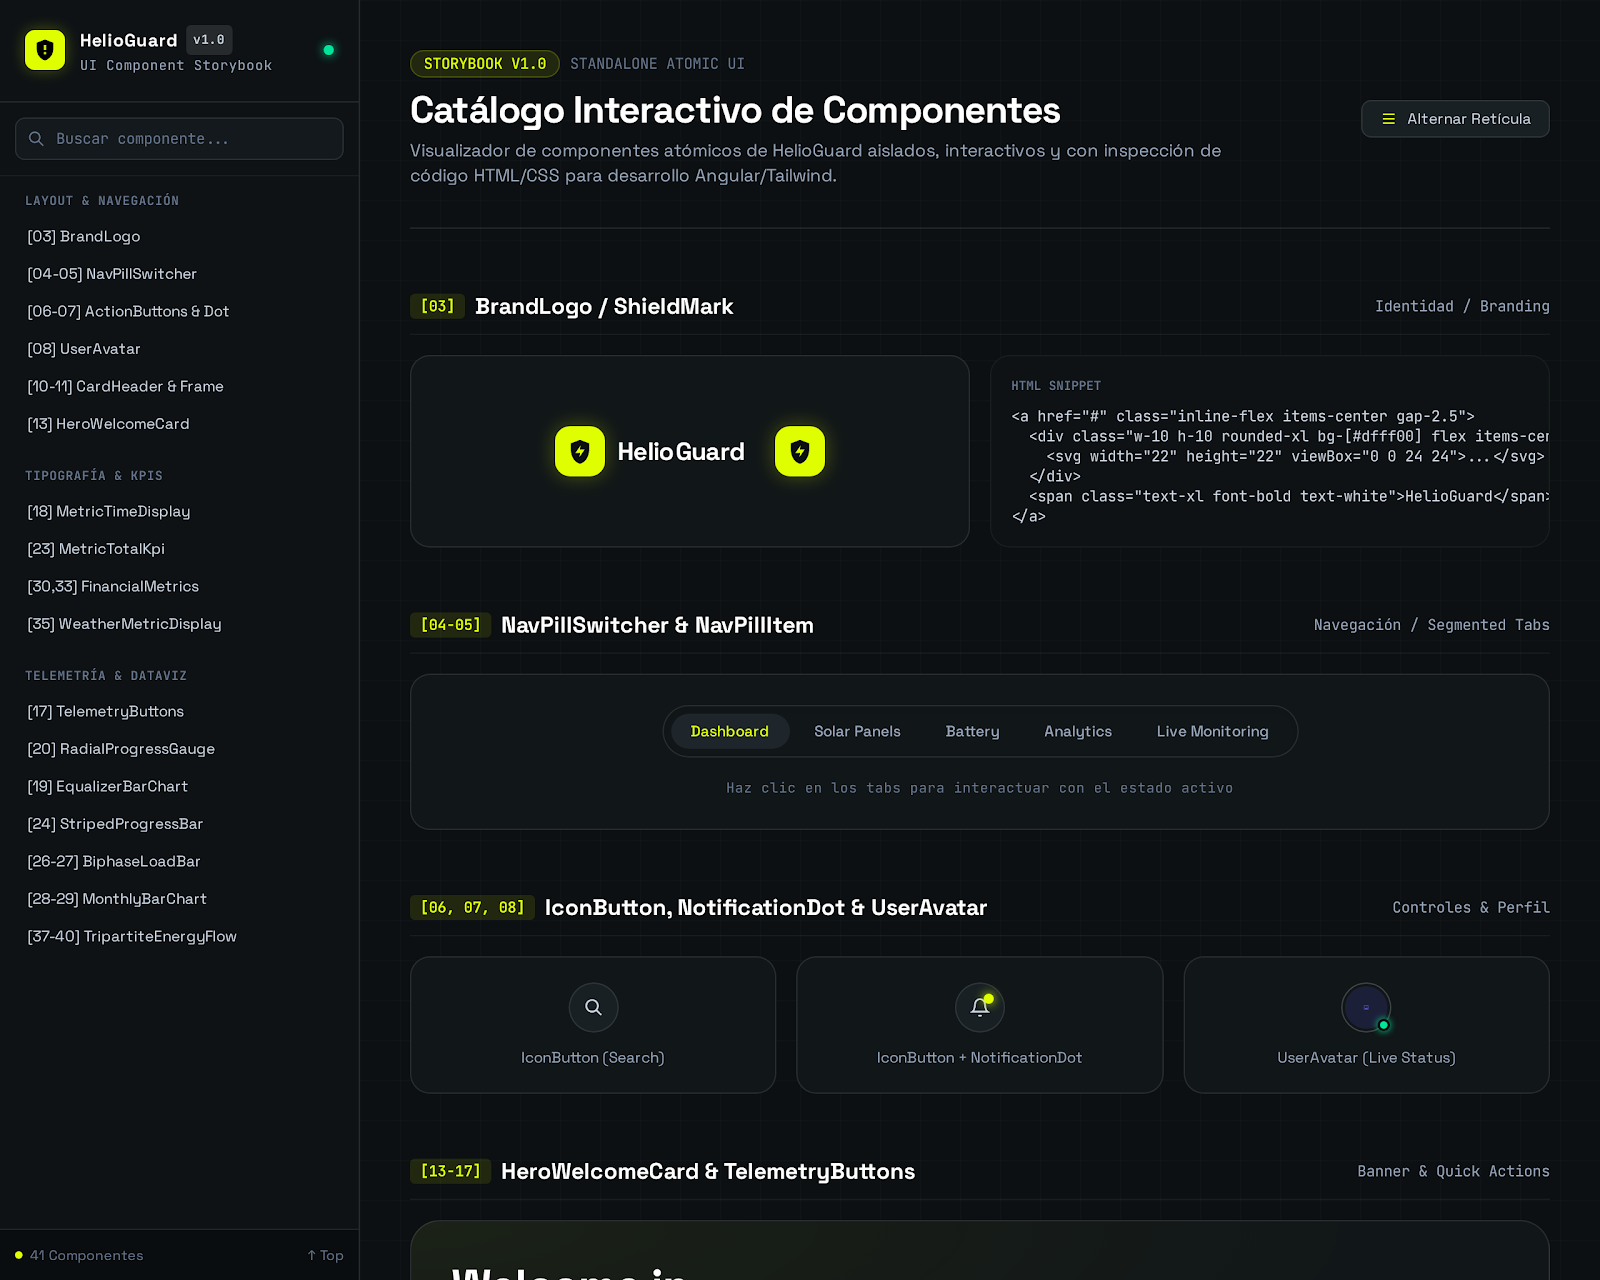 HelioGuard v1.0
UI Component Storybook
Buscar componente...
LAYOUT & NAVEGACIÓN
[03] BrandLogo
[04-05] NavPillSwitcher
[06-07] ActionButtons & Dot
[08] UserAvatar
[10-11] CardHeader & Frame
[13] HeroWelcomeCard
TIPOGRAFÍA & KPIS
[18] MetricTimeDisplay
[23] MetricTotalKpi
[30,33] FinancialMetrics
[35] WeatherMetricDisplay
TELEMETRÍA & DATAVIZ
[17] TelemetryButtons
[20] RadialProgressGauge
[19] EqualizerBarChart
[24] StripedProgressBar
[26-27] BiphaseLoadBar
[28-29] MonthlyBarChart
[37-40] TripartiteEnergyFlow
41 Componentes
↑ Top
STORYBOOK V1.0 STANDALONE ATOMIC UI
Catálogo Interactivo de Componentes
Visualizador de componentes atómicos de HelioGuard aislados, interactivos y con inspección de
código HTML/CSS para desarrollo Angular/Tailwind.
Alternar Retícula
[03] BrandLogo / ShieldMark
Identidad / Branding
HelioGuard
HTML SNIPPET
<a href="#" class="inline-flex items-center gap-2.5">
<div class="w-10 h-10 rounded-xl bg-[#dfff00] flex items-cen
<svg width="22" height="22" viewBox="0 0 24 24">...</svg>
</div>
<span class="text-xl font-bold text-white">HelioGuard</span>
</a>
[04-05] NavPillSwitcher & NavPillItem
Navegación / Segmented Tabs
Dashboard
Solar Panels
Battery
Analytics
Live Monitoring
Haz clic en los tabs para interactuar con el estado activo
[06, 07, 08] IconButton, NotificationDot & UserAvatar
Controles & Perfil
IconButton (Search)
IconButton + NotificationDot
UserAvatar (Live Status)
[13-17] HeroWelcomeCard & TelemetryButtons
Banner & Quick Actions
Welcome in